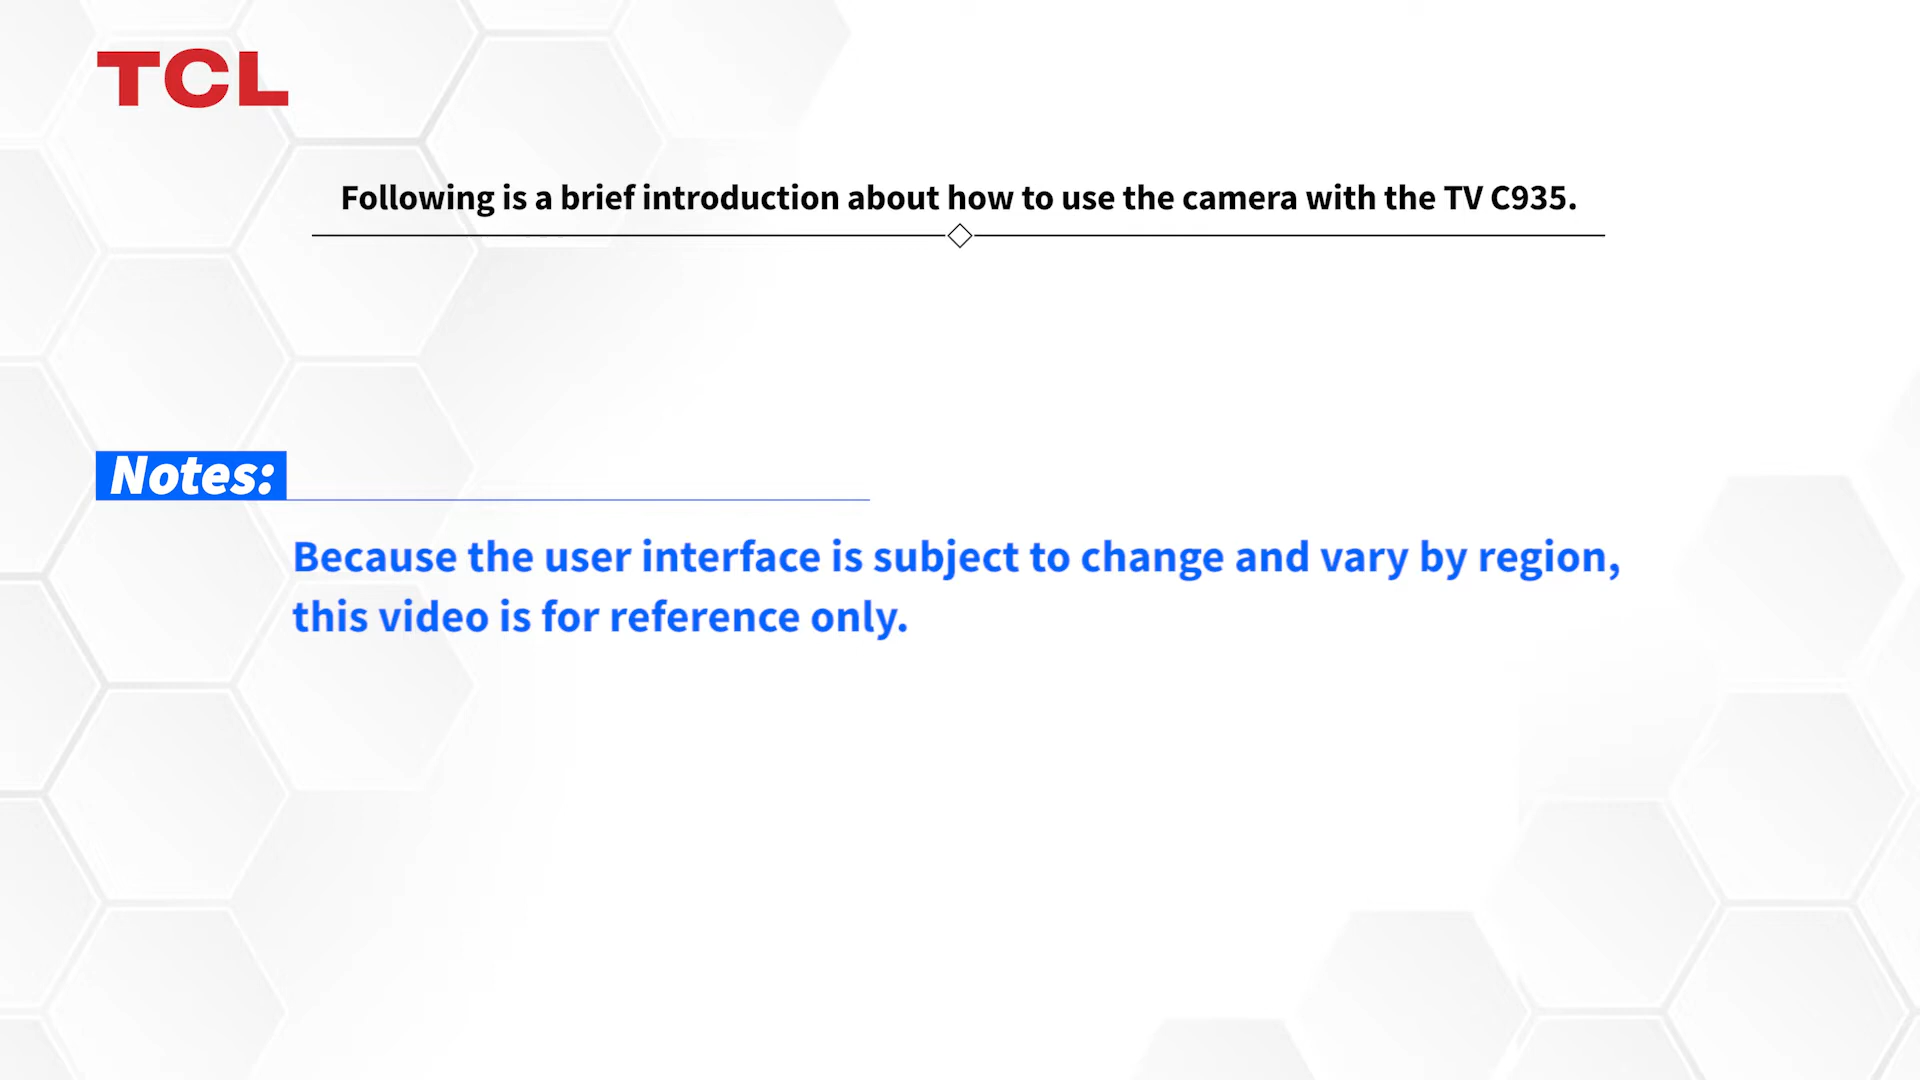 TCL
Following is a brief introduction about how to use the camera with the TV C935.
Notes:
Because the user interface is subject to change and vary by region,
this video is for reference only.